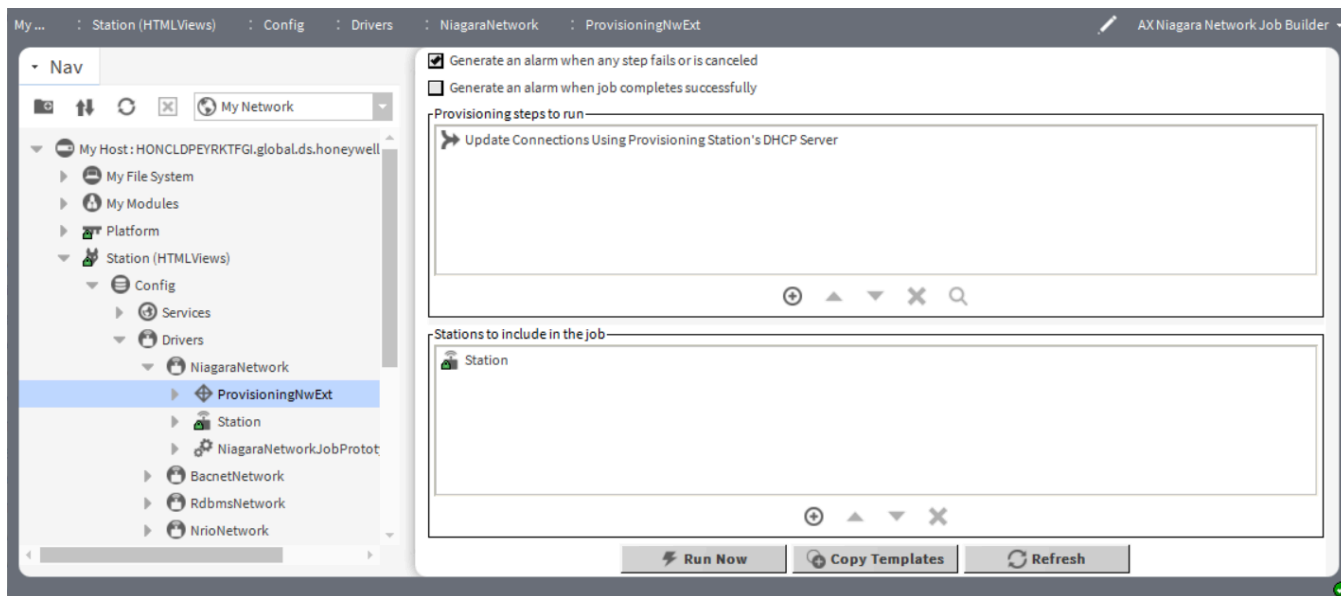 My ... : Station (HTMLViews) : Config : Drivers : NiagaraNetwork : ProvisioningNwExt AX Niagara Network Job Builder
Nav
My Network
My Host : HONCLDPEYRKTFGI.global.ds.honeywell
My File System
My Modules
Platform
Station (HTMLViews)
Config
Services
Drivers
NiagaraNetwork
ProvisioningNwExt
Station
NiagaraNetworkJobProtot
BacnetNetwork
RdbmsNetwork
NrioNetwork
Generate an alarm when any step fails or is canceled
Generate an alarm when job completes successfully
Provisioning steps to run
Update Connections Using Provisioning Station's DHCP Server
Stations to include in the job
Station
Run Now Copy Templates Refresh